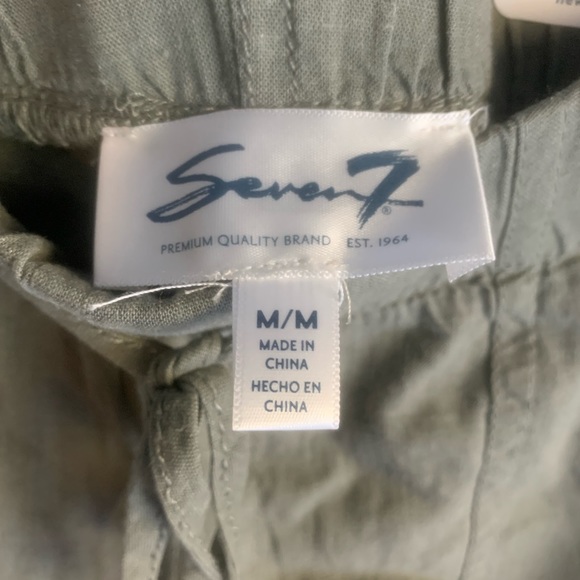 Seven7®
PREMIUM QUALITY BRAND EST. 1964
M/M
MADE IN
CHINA
HECHO EN
CHINA